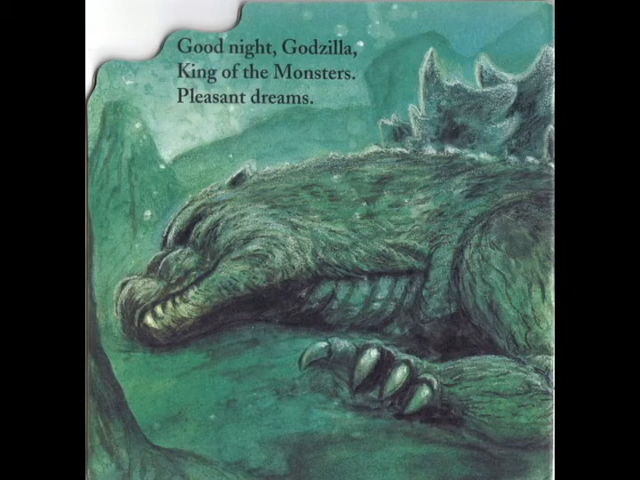 Good night, Godzilla,
King of the Monsters.
Pleasant dreams.